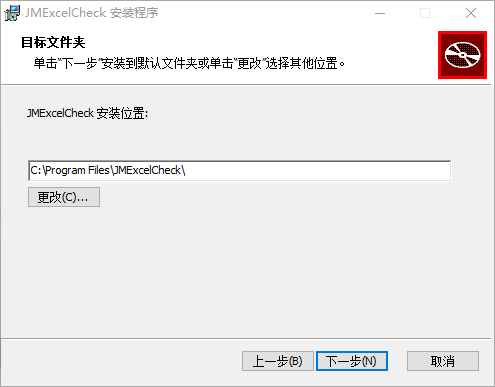 JMExcelCheck 安装程序
目标文件夹
单击“下一步”安装到默认文件夹或单击“更改”选择其他位置。
JMExcelCheck 安装位置:
C:\Program Files\JMExcelCheck\
更改(C)...
上一步(B) 下一步(N) 取消